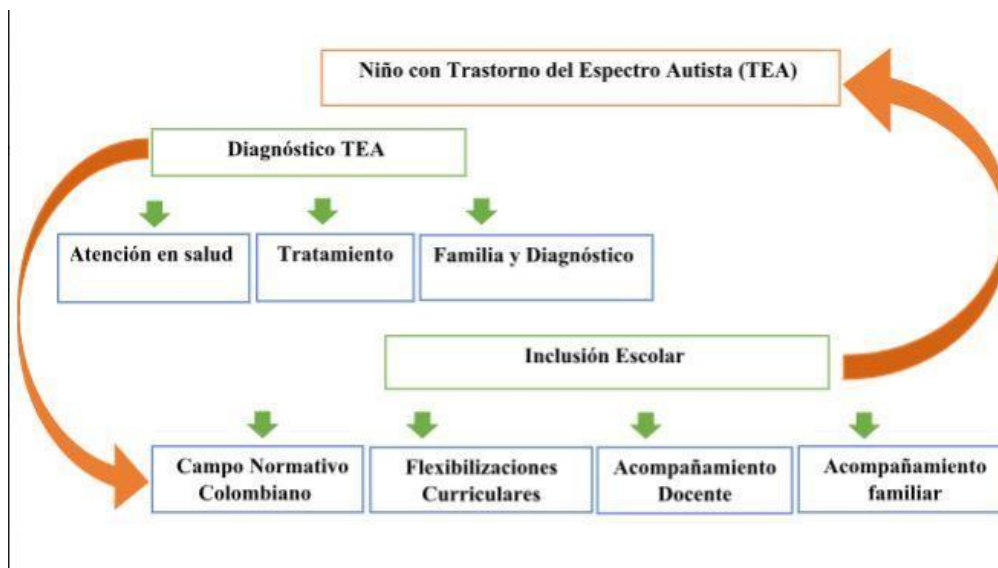 Niño con Trastorno del Espectro Autista (TEA)
Diagnóstico TEA
Atención en salud
Tratamiento
Familia y Diagnóstico
Inclusión Escolar
Campo Normativo
Colombiano
Flexibilizaciones
Curriculares
Acompañamiento
Docente
Acompañamiento
familiar